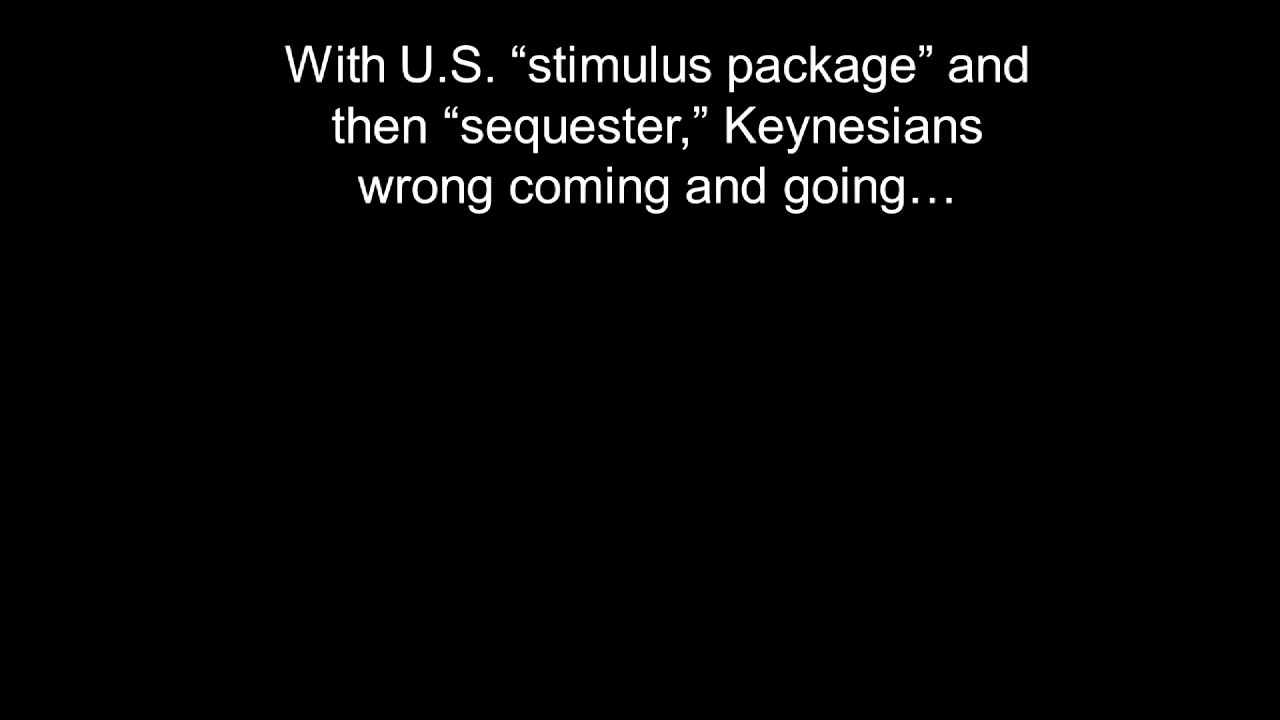 With U.S. “stimulus package” and
then “sequester,” Keynesians
wrong coming and going…